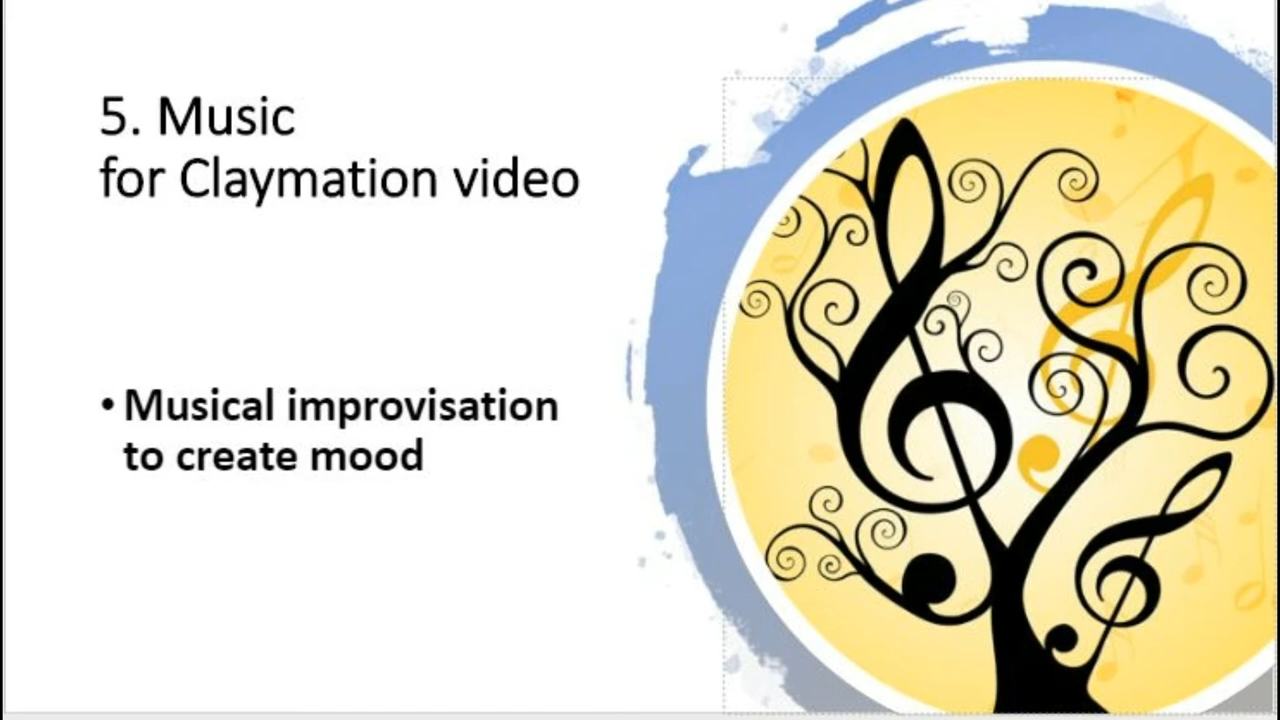 5. Music
for Claymation video
• Musical improvisation
to create mood